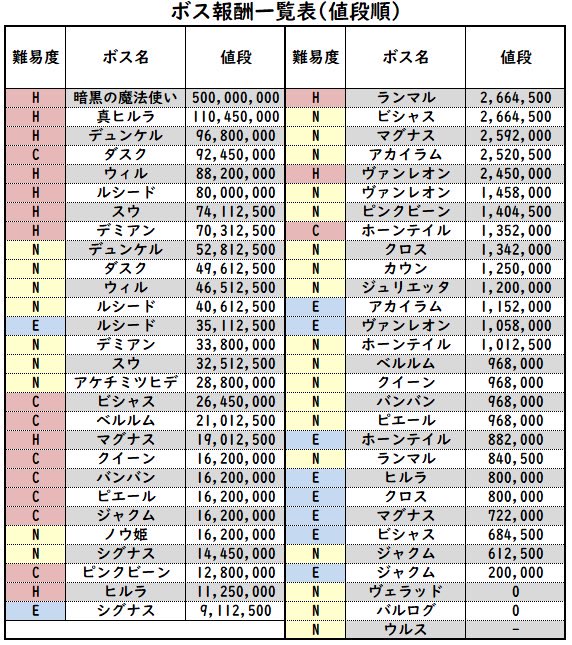 ボス報酬一覧表(値段順)
難易度 ボス名 値段 難易度 ボス名 値段
H 暗黒の魔法使い 500,000,000 H ランマル 2,664,500
H 真ヒルラ 110,450,000 N ビシャス 2,664,500
H デュンケル 96,800,000 N マグナス 2,592,000
C ダスク 92,450,000 N アカイラム 2,520,500
H ウィル 88,200,000 H ヴァンレオン 2,450,000
H ルシード 80,000,000 N ヴァンレオン 1,458,000
H スウ 74,112,500 N ピンクビーン 1,404,500
H デミアン 70,312,500 C ホーンテイル 1,352,000
N デュンケル 52,812,500 N クロス 1,342,000
N ダスク 49,612,500 N カウン 1,250,000
N ウィル 46,512,500 N ジュリエッタ 1,200,000
N ルシード 40,612,500 E アカイラム 1,152,000
E ルシード 35,112,500 E ヴァンレオン 1,058,000
N デミアン 33,800,000 N ホーンテイル 1,012,500
N スウ 32,512,500 N ベルルム 968,000
N アケチミツヒデ 28,800,000 N クイーン 968,000
C ビシャス 26,450,000 N バンバン 968,000
C ベルルム 21,012,500 N ピエール 968,000
H マグナス 19,012,500 E ホーンテイル 882,000
C クイーン 16,200,000 N ランマル 840,500
C バンバン 16,200,000 E ヒルラ 800,000
C ピエール 16,200,000 E クロス 800,000
C ジャクム 16,200,000 E マグナス 722,000
N ノウ姫 16,200,000 E ビシャス 684,500
N シグナス 14,450,000 N ジャクム 612,500
C ピンクビーン 12,800,000 E ジャクム 200,000
H ヒルラ 11,250,000 N ヴェラッド 0
E シグナス 9,112,500 N バルログ 0
N ウルス -